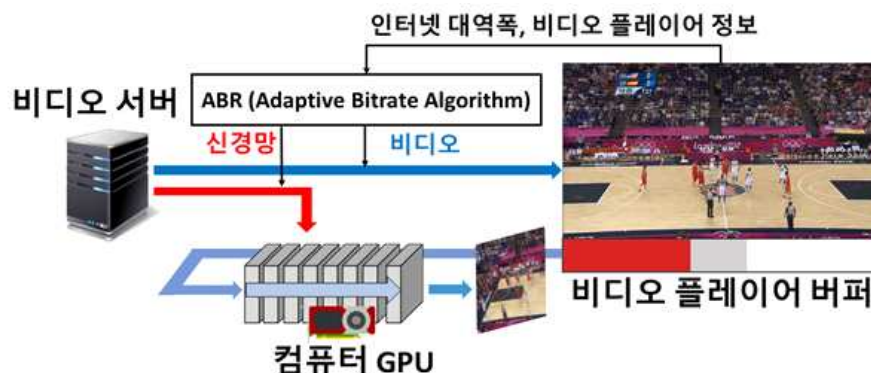 인터넷 대역폭, 비디오 플레이어 정보
비디오 서버
ABR (Adaptive Bitrate Algorithm)
신경망
비디오
비디오 플레이어 버퍼
컴퓨터 GPU